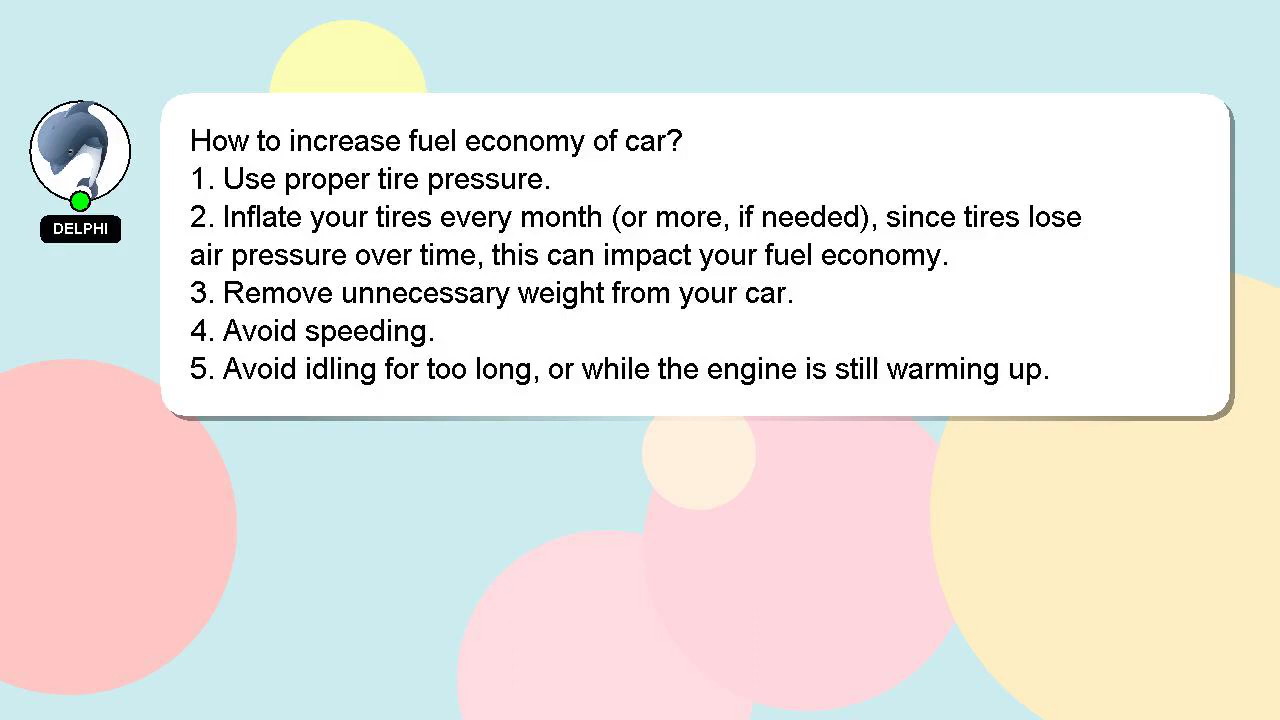 DELPHI
How to increase fuel economy of car?
1. Use proper tire pressure.
2. Inflate your tires every month (or more, if needed), since tires lose
air pressure over time, this can impact your fuel economy.
3. Remove unnecessary weight from your car.
4. Avoid speeding.
5. Avoid idling for too long, or while the engine is still warming up.